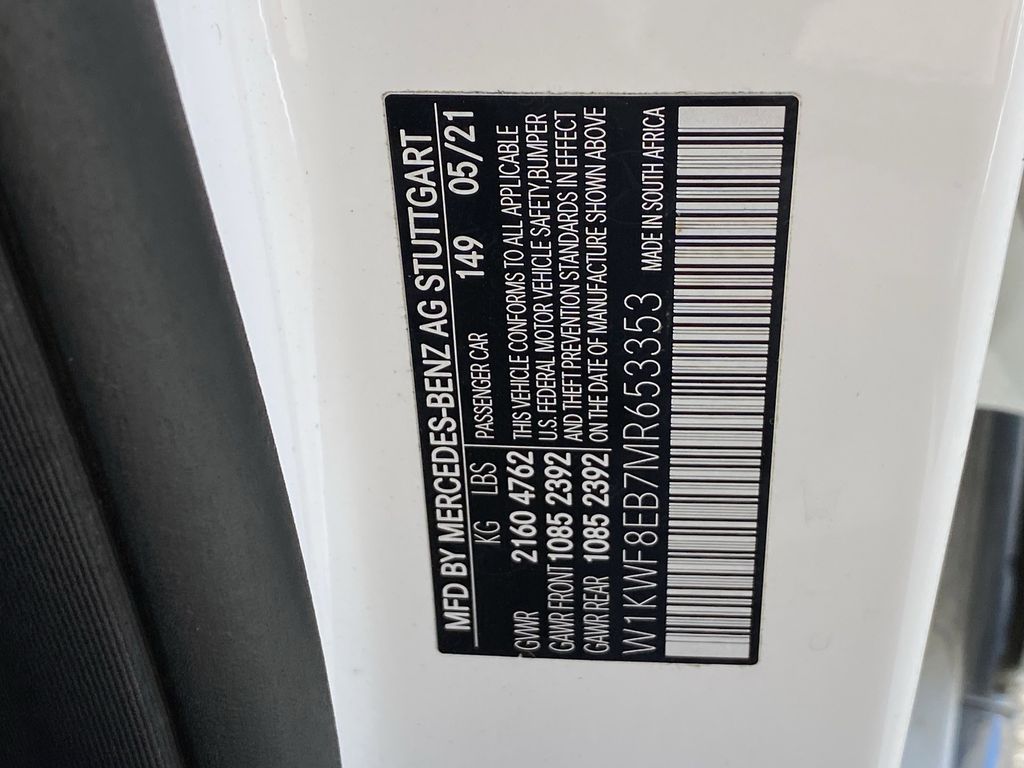 MFD BY MERCEDES-BENZ AG STUTTGART
KG LBS PASSENGER CAR 149 05/21
GVWR 2160 4762 THIS VEHICLE CONFORMS TO ALL APPLICABLE
GAWR FRONT 1085 2392 U.S. FEDERAL MOTOR VEHICLE SAFETY,BUMPER
AND THEFT PREVENTION STANDARDS IN EFFECT
GAWR REAR 1085 2392 ON THE DATE OF MANUFACTURE SHOWN ABOVE
W1KWF8EB7MR653353 MADE IN SOUTH AFRICA